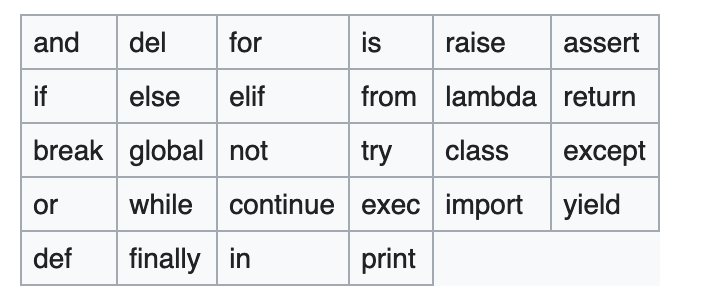 and del for is raise assert
if else elif from lambda return
break global not try class except
or while continue exec import yield
def finally in print